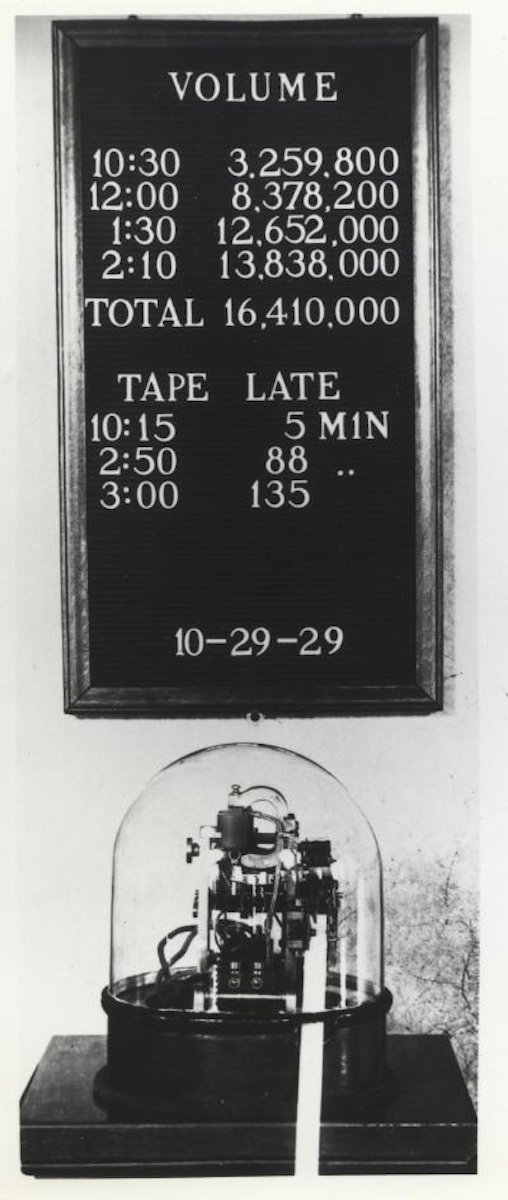 VOLUME
10:30 3,259,800
12:00 8,378,200
1:30 12,652,000
2:10 13,838,000
TOTAL 16,410,000
TAPE LATE
10:15 5 MIN
2:50 88 ..
3:00 135
10-29-29